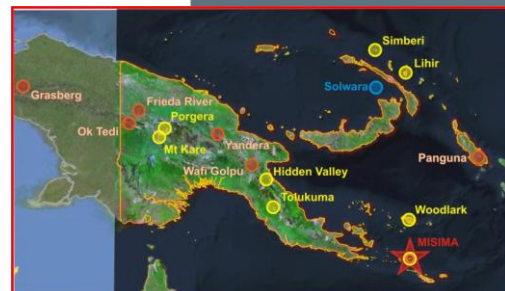 Simberi
Lihir
Solwara
Grasberg
Frieda River
Porgera
Ok Tedi
Mt Kare
Yandera
Panguna
Wafi Golpu
Hidden Valley
Tolukuma
Woodlark
MISIMA